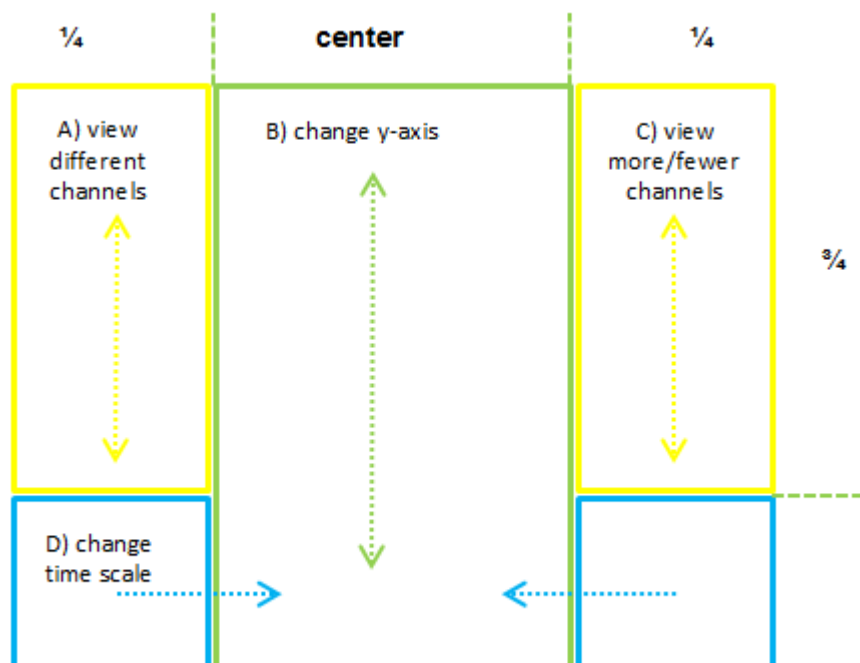 ¼ center ¼
A) view
different
channels
B) change y-axis
C) view
more/fewer
channels
¾
D) change
time scale